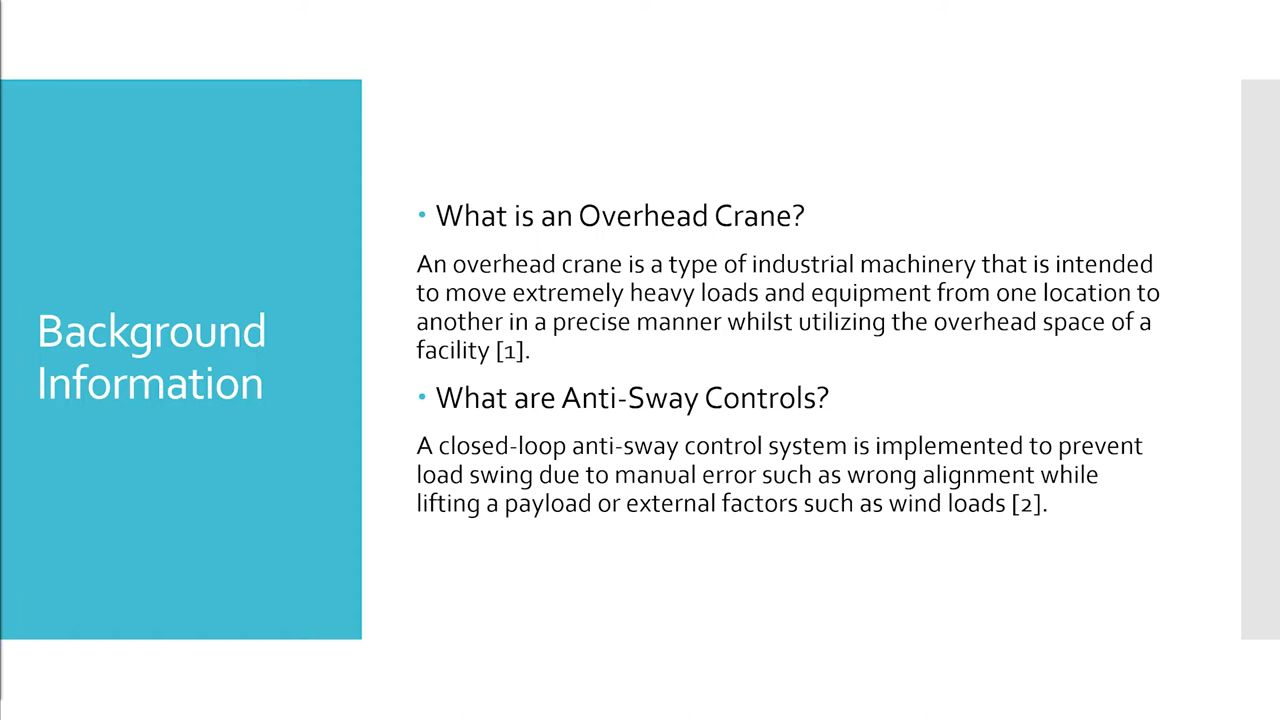 Background
Information
• What is an Overhead Crane?
An overhead crane is a type of industrial machinery that is intended
to move extremely heavy loads and equipment from one location to
another in a precise manner whilst utilizing the overhead space of a
facility [1].
• What are Anti-Sway Controls?
A closed-loop anti-sway control system is implemented to prevent
load swing due to manual error such as wrong alignment while
lifting a payload or external factors such as wind loads [2].